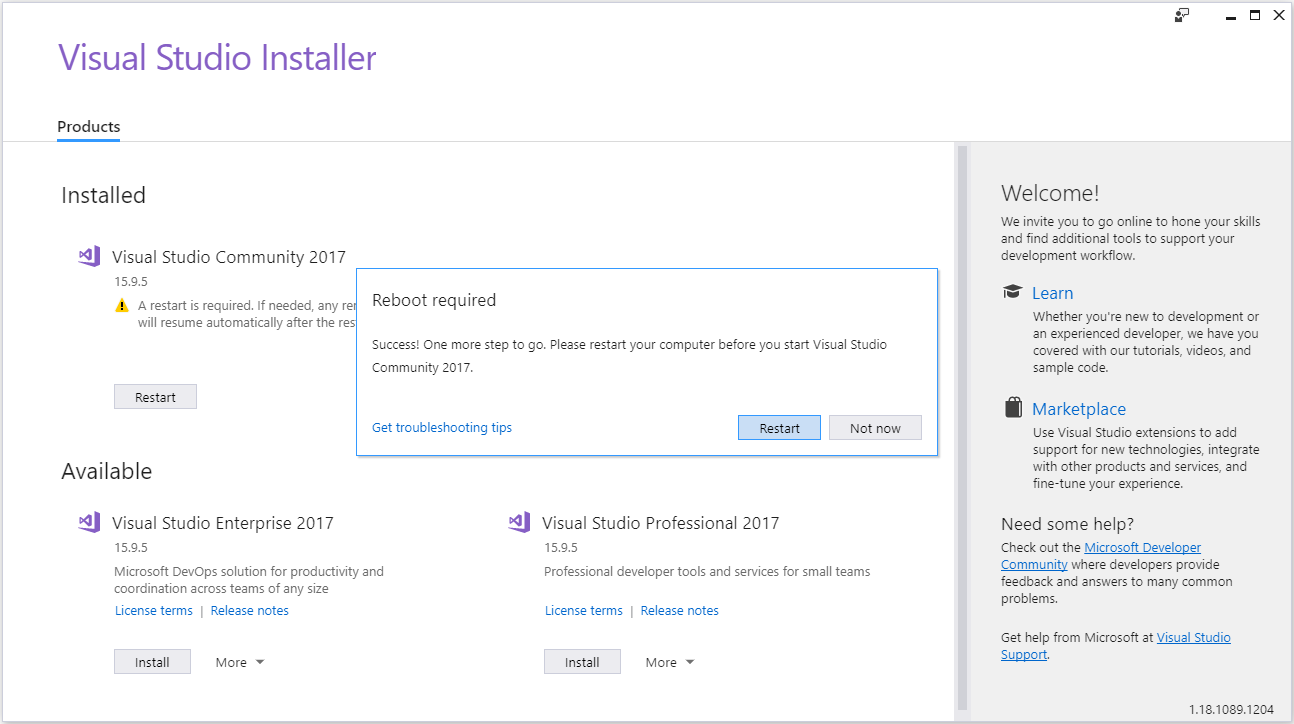 Visual Studio Installer
Products
Installed
Visual Studio Community 2017
15.9.5
A restart is required. If needed, any
will resume automatically after the
Restart
Reboot required
Success! One more step to go. Please restart your computer before you start Visual Studio
Community 2017.
Get troubleshooting tips
Restart
Not now
Available
Visual Studio Enterprise 2017
15.9.5
Microsoft DevOps solution for productivity and
coordination across teams of any size
License terms | Release notes
Install
More
Visual Studio Professional 2017
15.9.5
Professional developer tools and services for small teams
License terms | Release notes
Install
More
Welcome!
We invite you to go online to hone your skills
and find additional tools to support your
development workflow.
Learn
Whether you're new to development or
an experienced developer, we have you
covered with our tutorials, videos, and
sample code.
Marketplace
Use Visual Studio extensions to add
support for new technologies, integrate
with other products and services, and
fine-tune your experience.
Need some help?
Check out the Microsoft Developer
Community where developers provide
feedback and answers to many common
problems.
Get help from Microsoft at Visual Studio
Support.
1.18.1089.1204